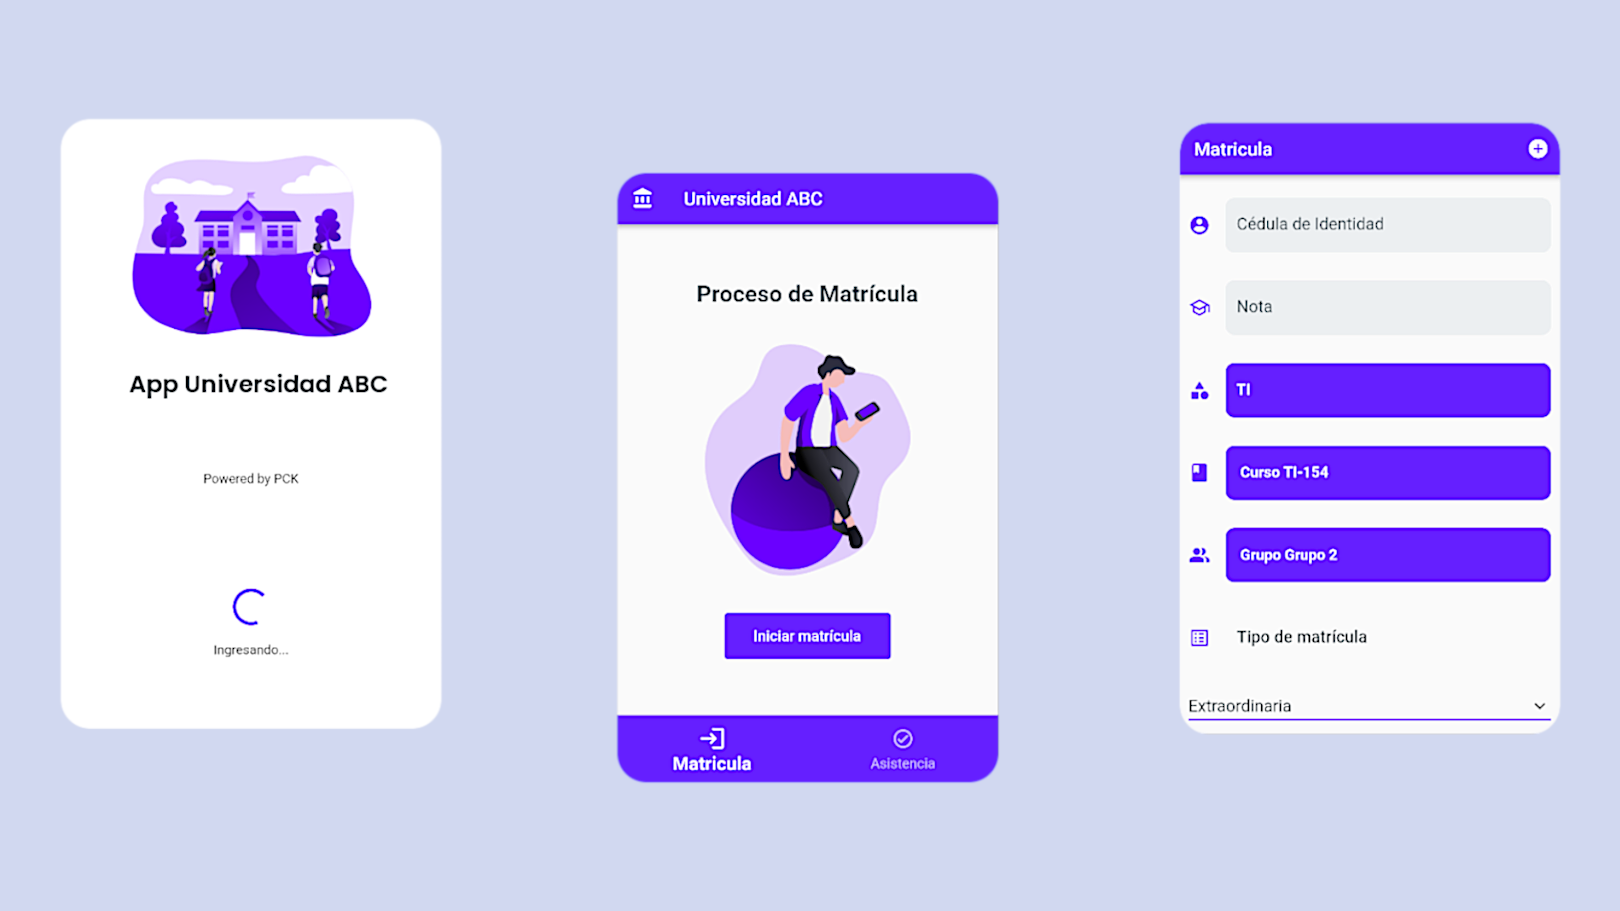 App Universidad ABC
Powered by PCK
Ingresando...
Universidad ABC
Proceso de Matrícula
Iniciar matrícula
Matricula
Asistencia
Matricula
Cédula de Identidad
Nota
TI
Curso TI-154
Grupo Grupo 2
Tipo de matrícula
Extraordinaria